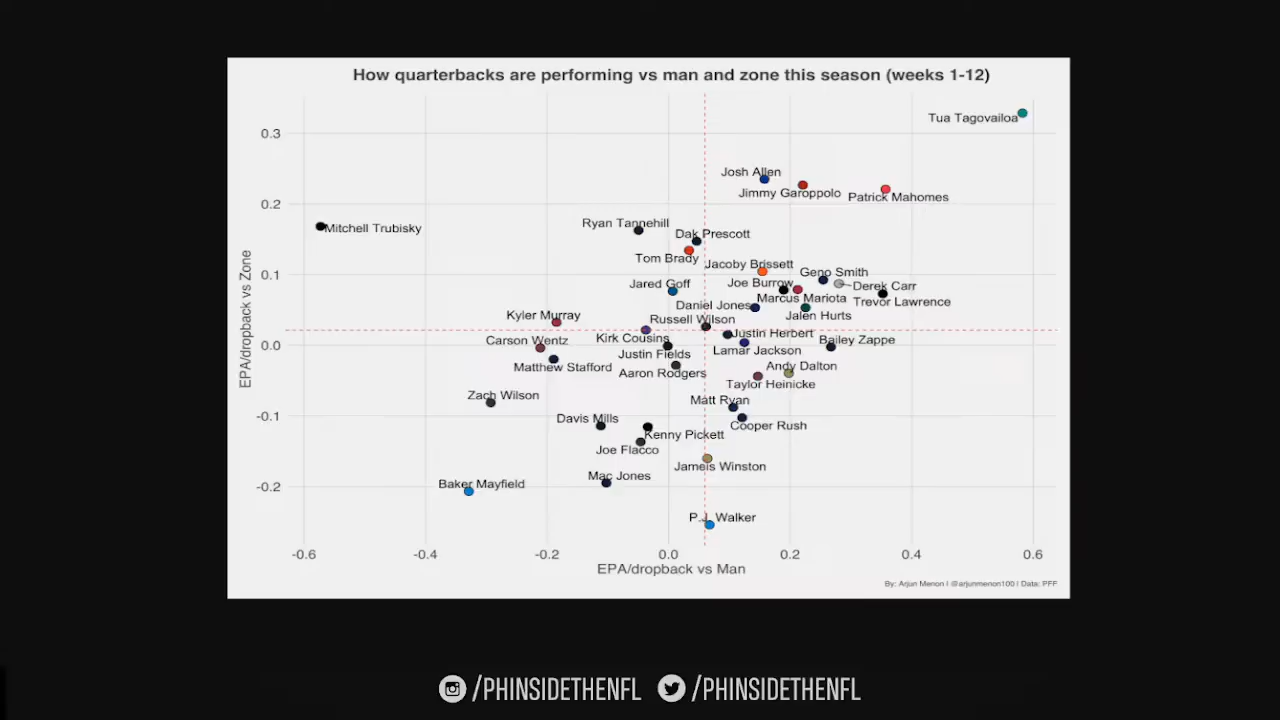 How quarterbacks are performing vs man and zone this season (weeks 1-12)
Tua Tagovailoa
0.3
Josh Allen
Jimmy Garoppolo
Patrick Mahomes
0.2
Ryan Tannehill
Mitchell Trubisky
Dak Prescott
Tom Brady
Jacoby Brissett
0.1
Geno Smith
Jared Goff
Joe Burrow
Derek Carr
Marcus Mariota
Trevor Lawrence
Daniel Jones
Kyler Murray
Russell Wilson
Jalen Hurts
Justin Herbert
Carson Wentz
Kirk Cousins
Bailey Zappe
0.0
Justin Fields
Lamar Jackson
Matthew Stafford
Aaron Rodgers
Andy Dalton
Taylor Heinicke
Zach Wilson
Matt Ryan
-0.1
Davis Mills
Cooper Rush
Kenny Pickett
Joe Flacco
Jameis Winston
Mac Jones
Baker Mayfield
-0.2
P.J. Walker
EPA/dropback vs Zone
-0.6 -0.4 -0.2 0.0 0.2 0.4 0.6
EPA/dropback vs Man
By: Arjun Menon | @arjunmenon100 | Data: PFF
/PHINSIDETHENFL /PHINSIDETHENFL